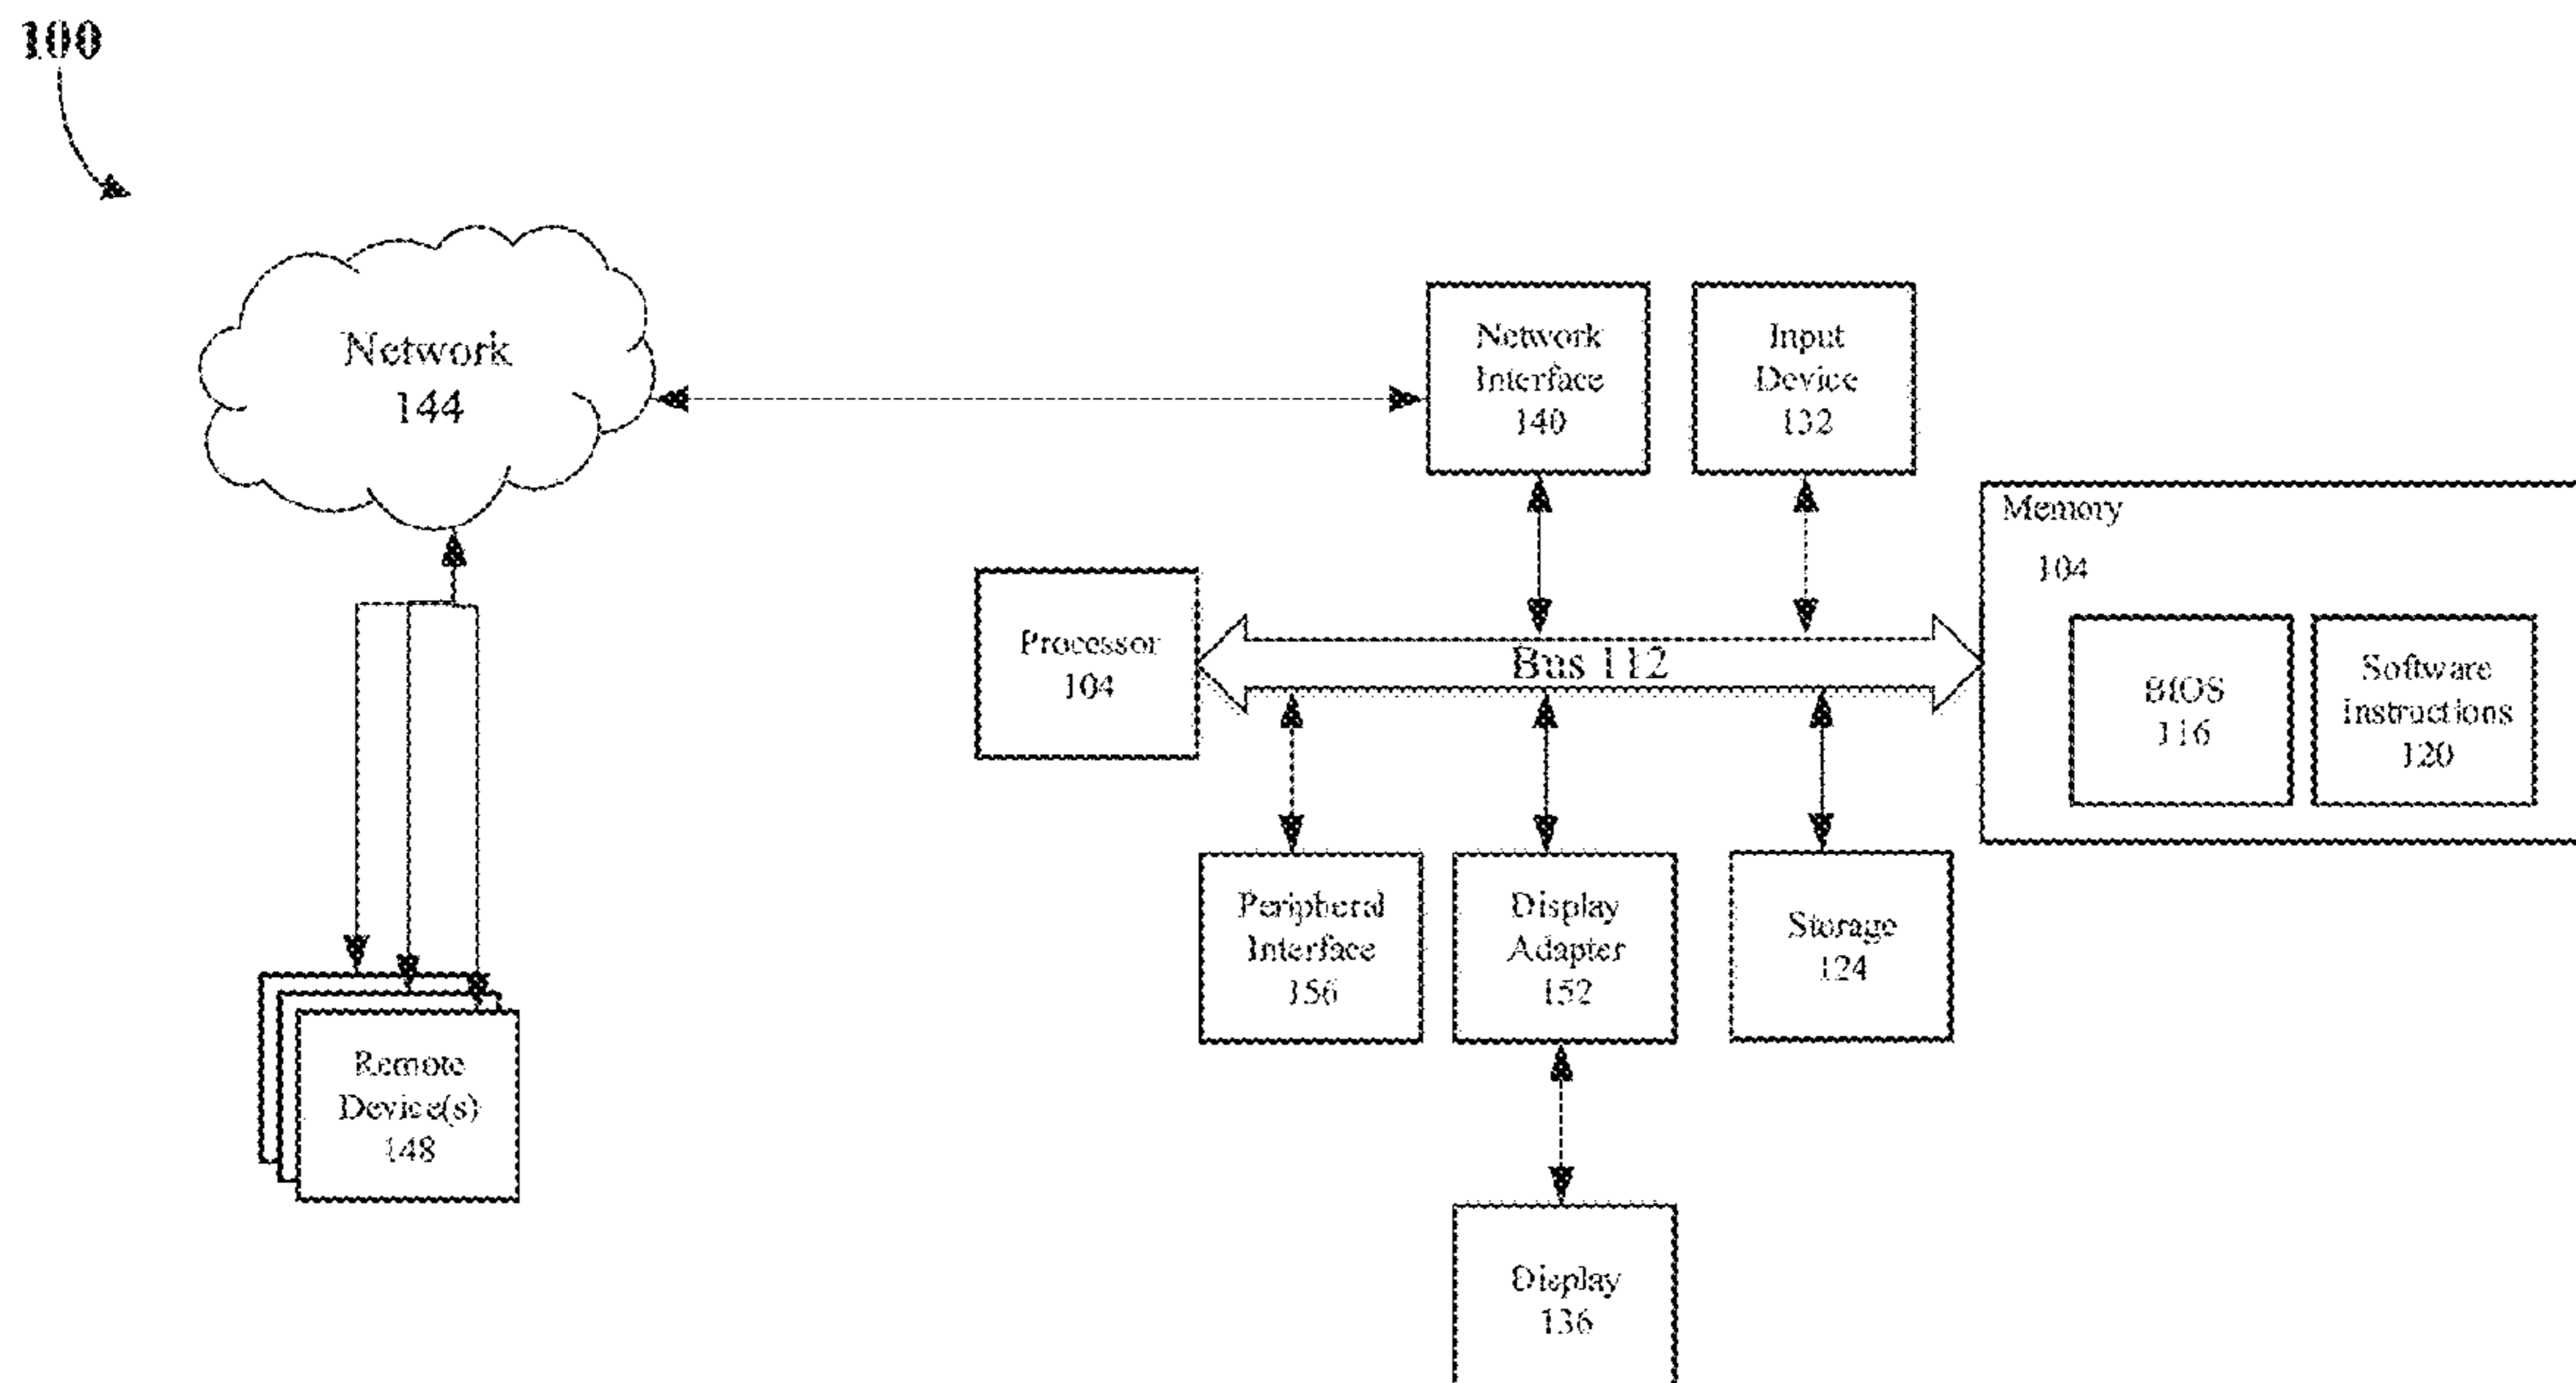 100
Network
144
Network
Interface
140
Input
Device
132
Memory
104
Processor
104
Bus 112
BIOS
116
Software
Instructions
120
Peripheral
Interface
156
Display
Adapter
152
Storage
124
Remote
Device(s)
148
Display
136